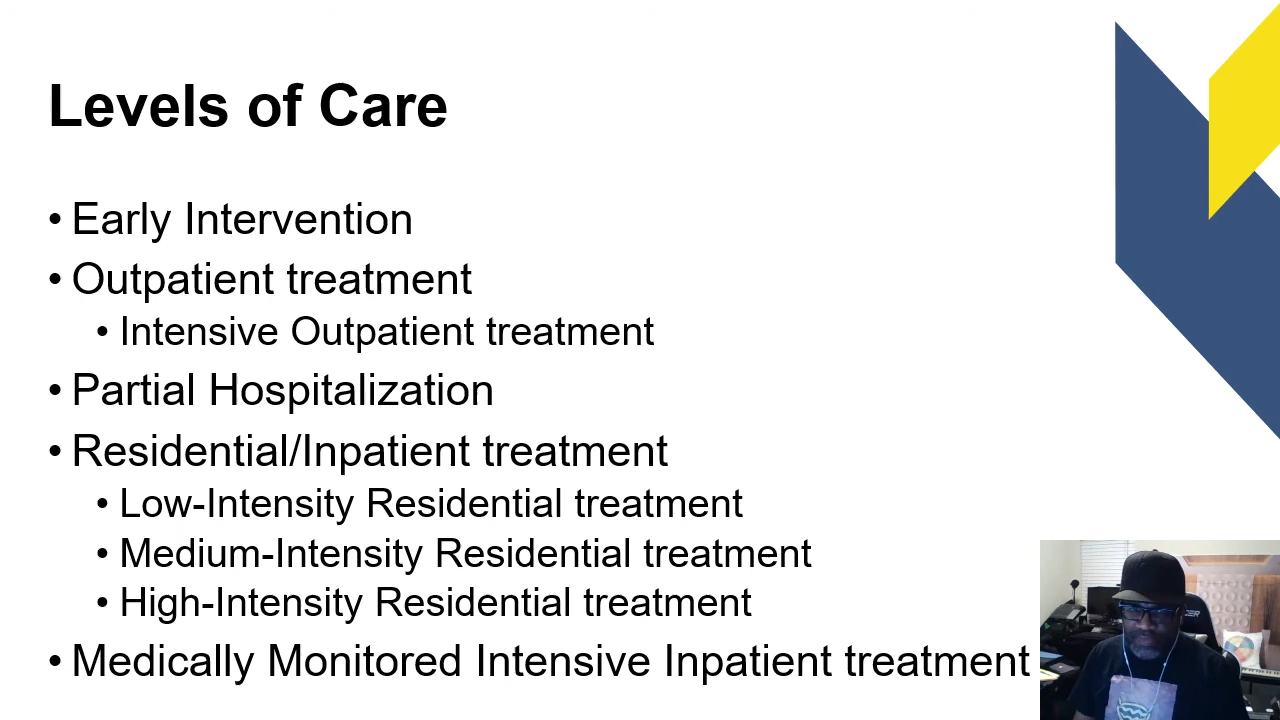 Levels of Care
• Early Intervention
• Outpatient treatment
• Intensive Outpatient treatment
• Partial Hospitalization
• Residential/Inpatient treatment
• Low-Intensity Residential treatment
• Medium-Intensity Residential treatment
• High-Intensity Residential treatment
• Medically Monitored Intensive Inpatient treatment